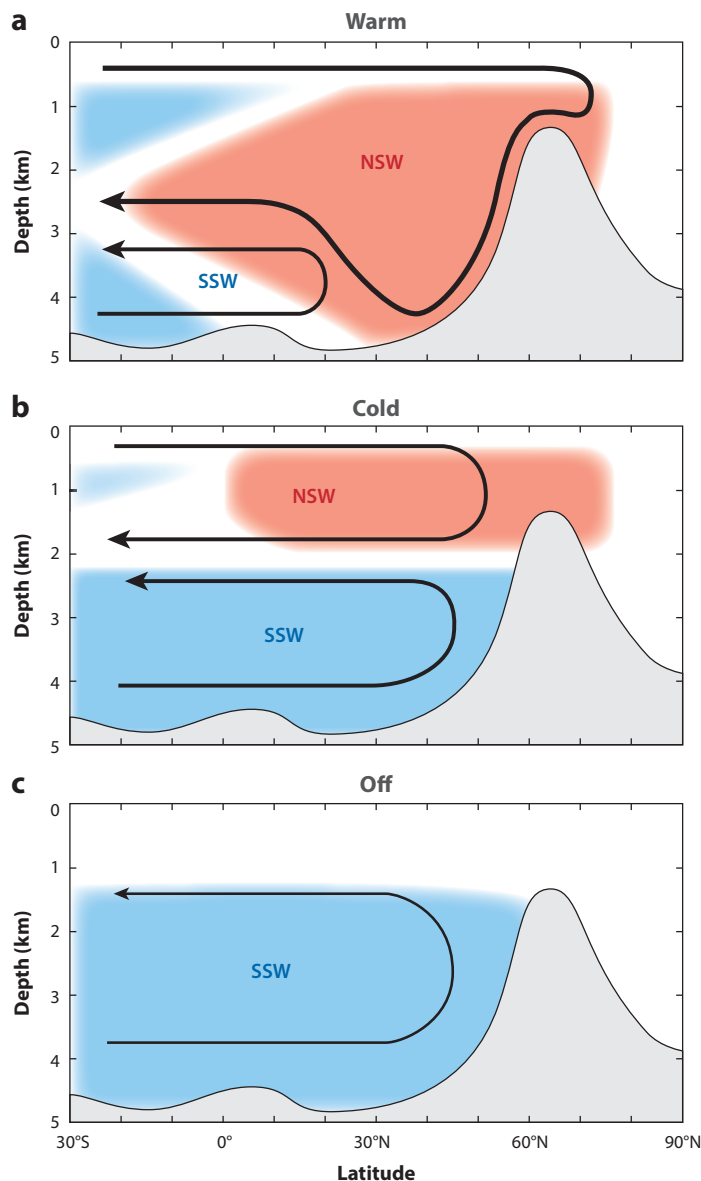 a
Warm
0
1
2
3
4
5
Depth (km)
NSW
SSW
b
Cold
0
1
2
3
4
5
Depth (km)
NSW
SSW
c
Off
0
1
2
3
4
5
Depth (km)
SSW
30°S
0°
30°N
60°N
90°N
Latitude